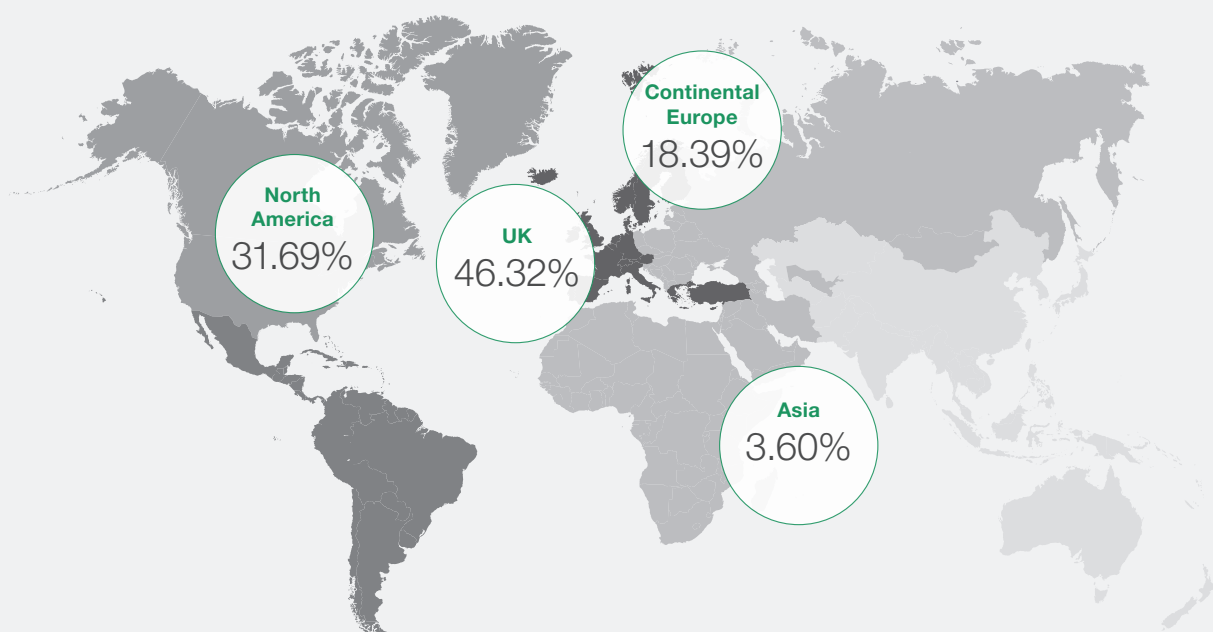 Continental
Europe
18.39%
North
America
31.69%
UK
46.32%
Asia
3.60%